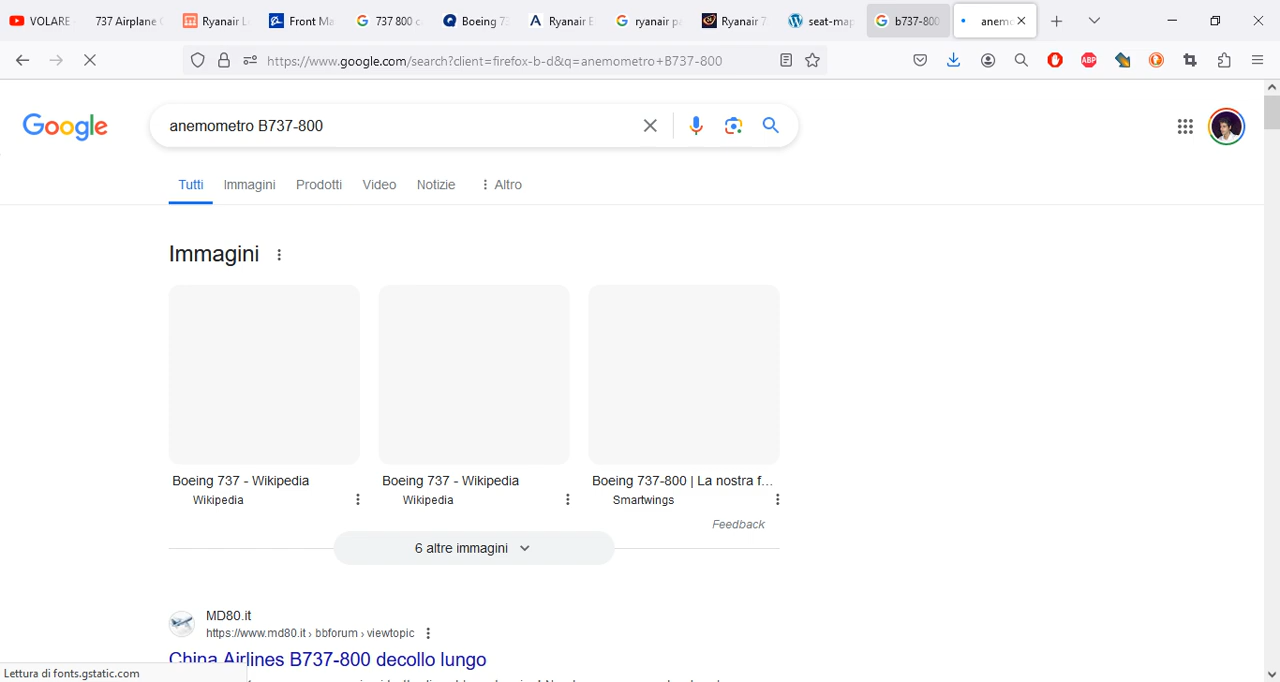 VOLARE
737 Airplane
Ryanair
Front Ma
737 800 c
Boeing 7
Ryanair
ryanair p
Ryanair
seat-map
b737-800
anem
https://www.google.com/search?client=firefox-b-d&q=anemometro+B737-800
ABP
Google
anemometro B737-800
Tutti
Immagini
Prodotti
Video
Notizie
Altro
Immagini
Boeing 737 - Wikipedia
Wikipedia
Boeing 737 - Wikipedia
Wikipedia
Boeing 737-800 | La nostra f...
Smartwings
Feedback
6 altre immagini
MD80.it
https://www.md80.it › bbforum › viewtopic
China Airlines B737-800 decollo lungo
Lettura di fonts.gstatic.com